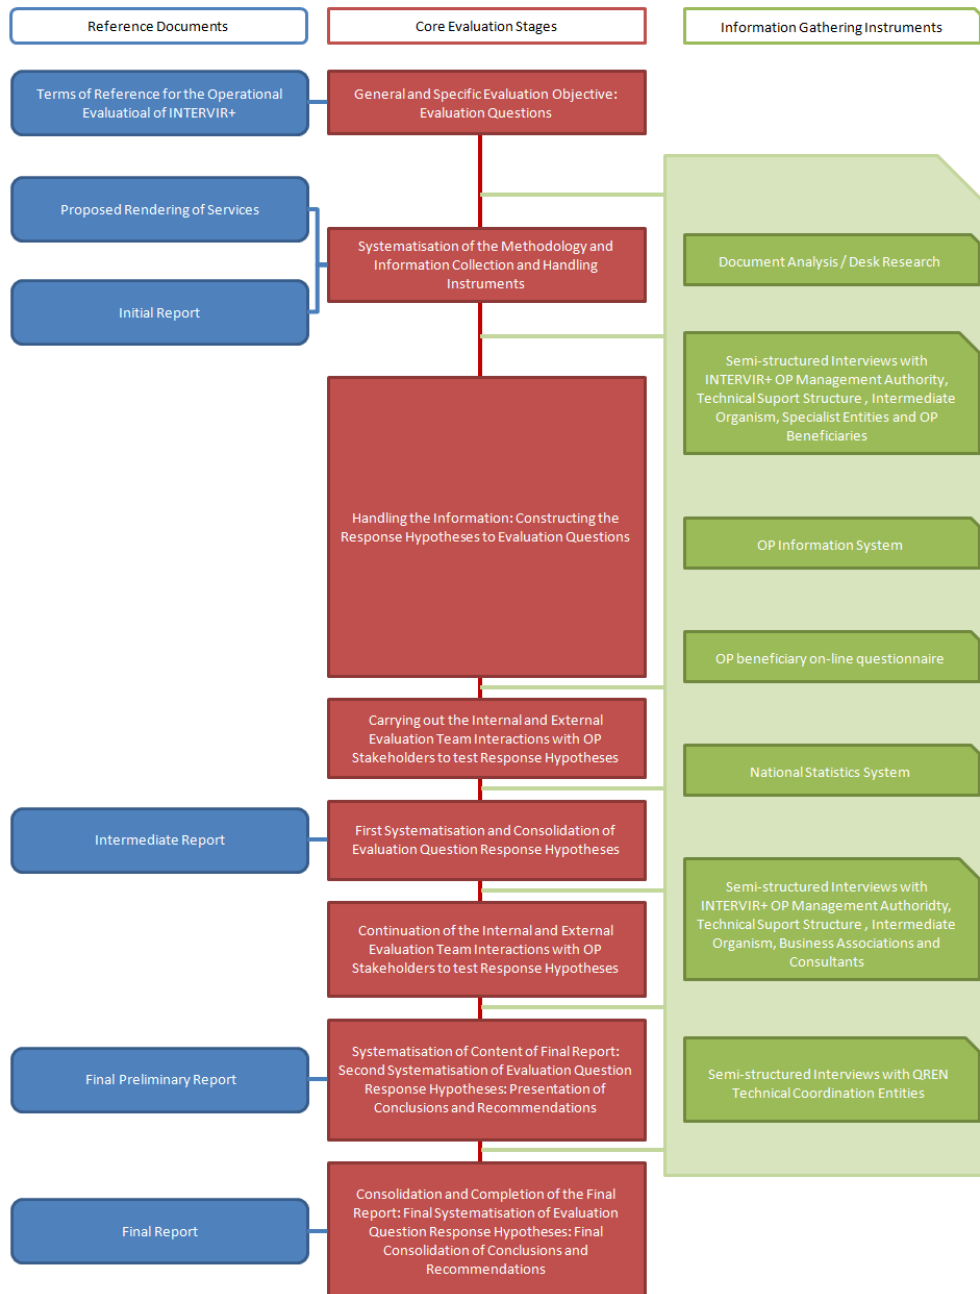 Reference Documents
Core Evaluation Stages
Information Gathering Instruments
Terms of Reference for the Operational
Evaluatioal of INTERVIR+
General and Specific Evaluation Objective:
Evaluation Questions
Proposed Rendering of Services
Initial Report
Systematisation of the Methodology and
Information Collection and Handling
Instruments
Document Analysis / Desk Research
Semi-structured Interviews with
INTERVIR+ OP Management Authority,
Technical Suport Structure , Intermediate
Organism, Specialist Entities and OP
Beneficiaries
Handling the Information: Constructing the
Response Hypotheses to Evaluation Questions
OP Information System
OP beneficiary on-line questionnaire
Carrying out the Internal and External
Evaluation Team Interactions with OP
Stakeholders to test Response Hypotheses
National Statistics System
Intermediate Report
First Systematisation and Consolidation of
Evaluation Question Response Hypotheses
Semi-structured Interviews with
INTERVIR+ OP Management Authoridty,
Technical Suport Structure , Intermediate
Organism, Business Associations and
Consultants
Continuation of the Internal and External
Evaluation Team Interactions with OP
Stakeholders to test Response Hypotheses
Final Preliminary Report
Systematisation of Content of Final Report:
Second Systematisation of Evaluation Question
Response Hypotheses: Presentation of
Conclusions and Recommendations
Semi-structured Interviews with QREN
Technical Coordination Entities
Final Report
Consolidation and Completion of the Final
Report: Final Systematisation of Evaluation
Question Response Hypotheses: Final
Consolidation of Conclusions and
Recommendations